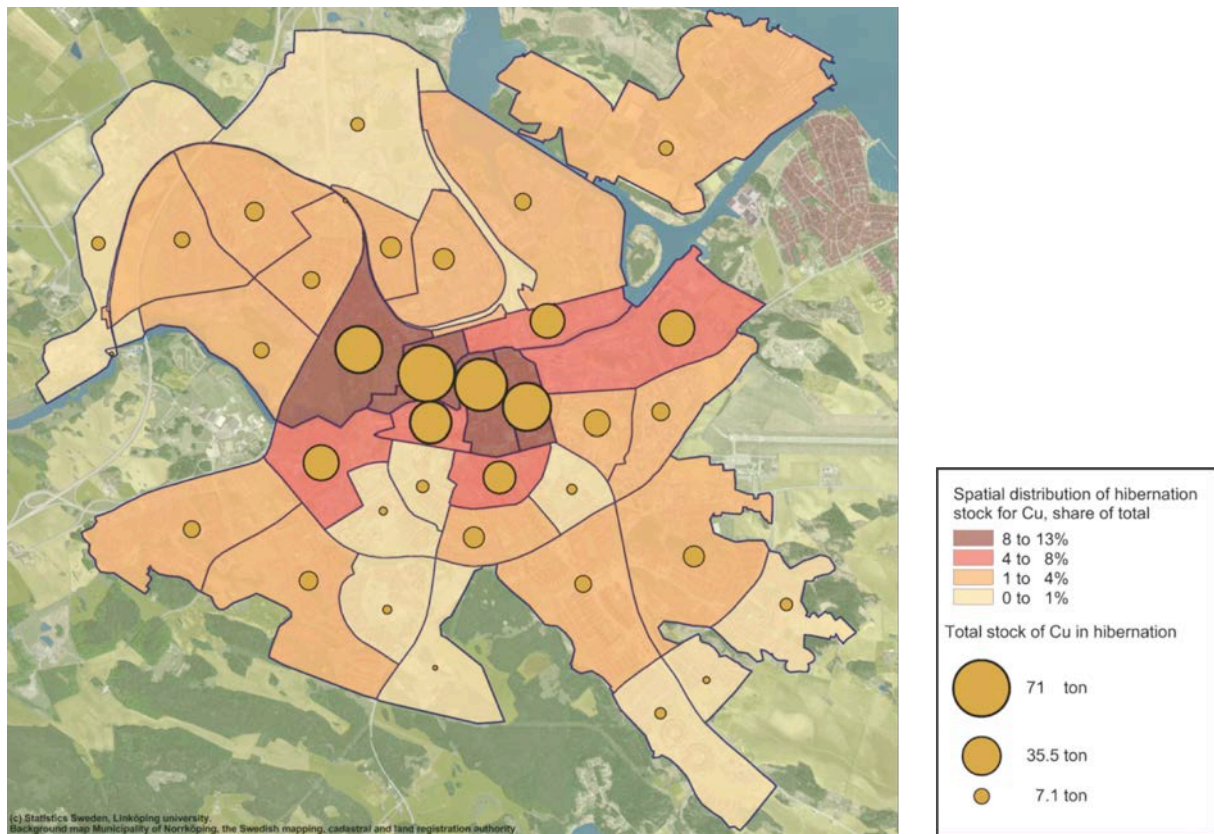 (c) Statistics Sweden, Linköping university.
Background map Municipality of Norrköping, the Swedish mapping, cadastral and land registration authority
Spatial distribution of hibernation
stock for Cu, share of total
8 to 13%
4 to 8%
1 to 4%
0 to 1%
Total stock of Cu in hibernation
71 ton
35.5 ton
7.1 ton